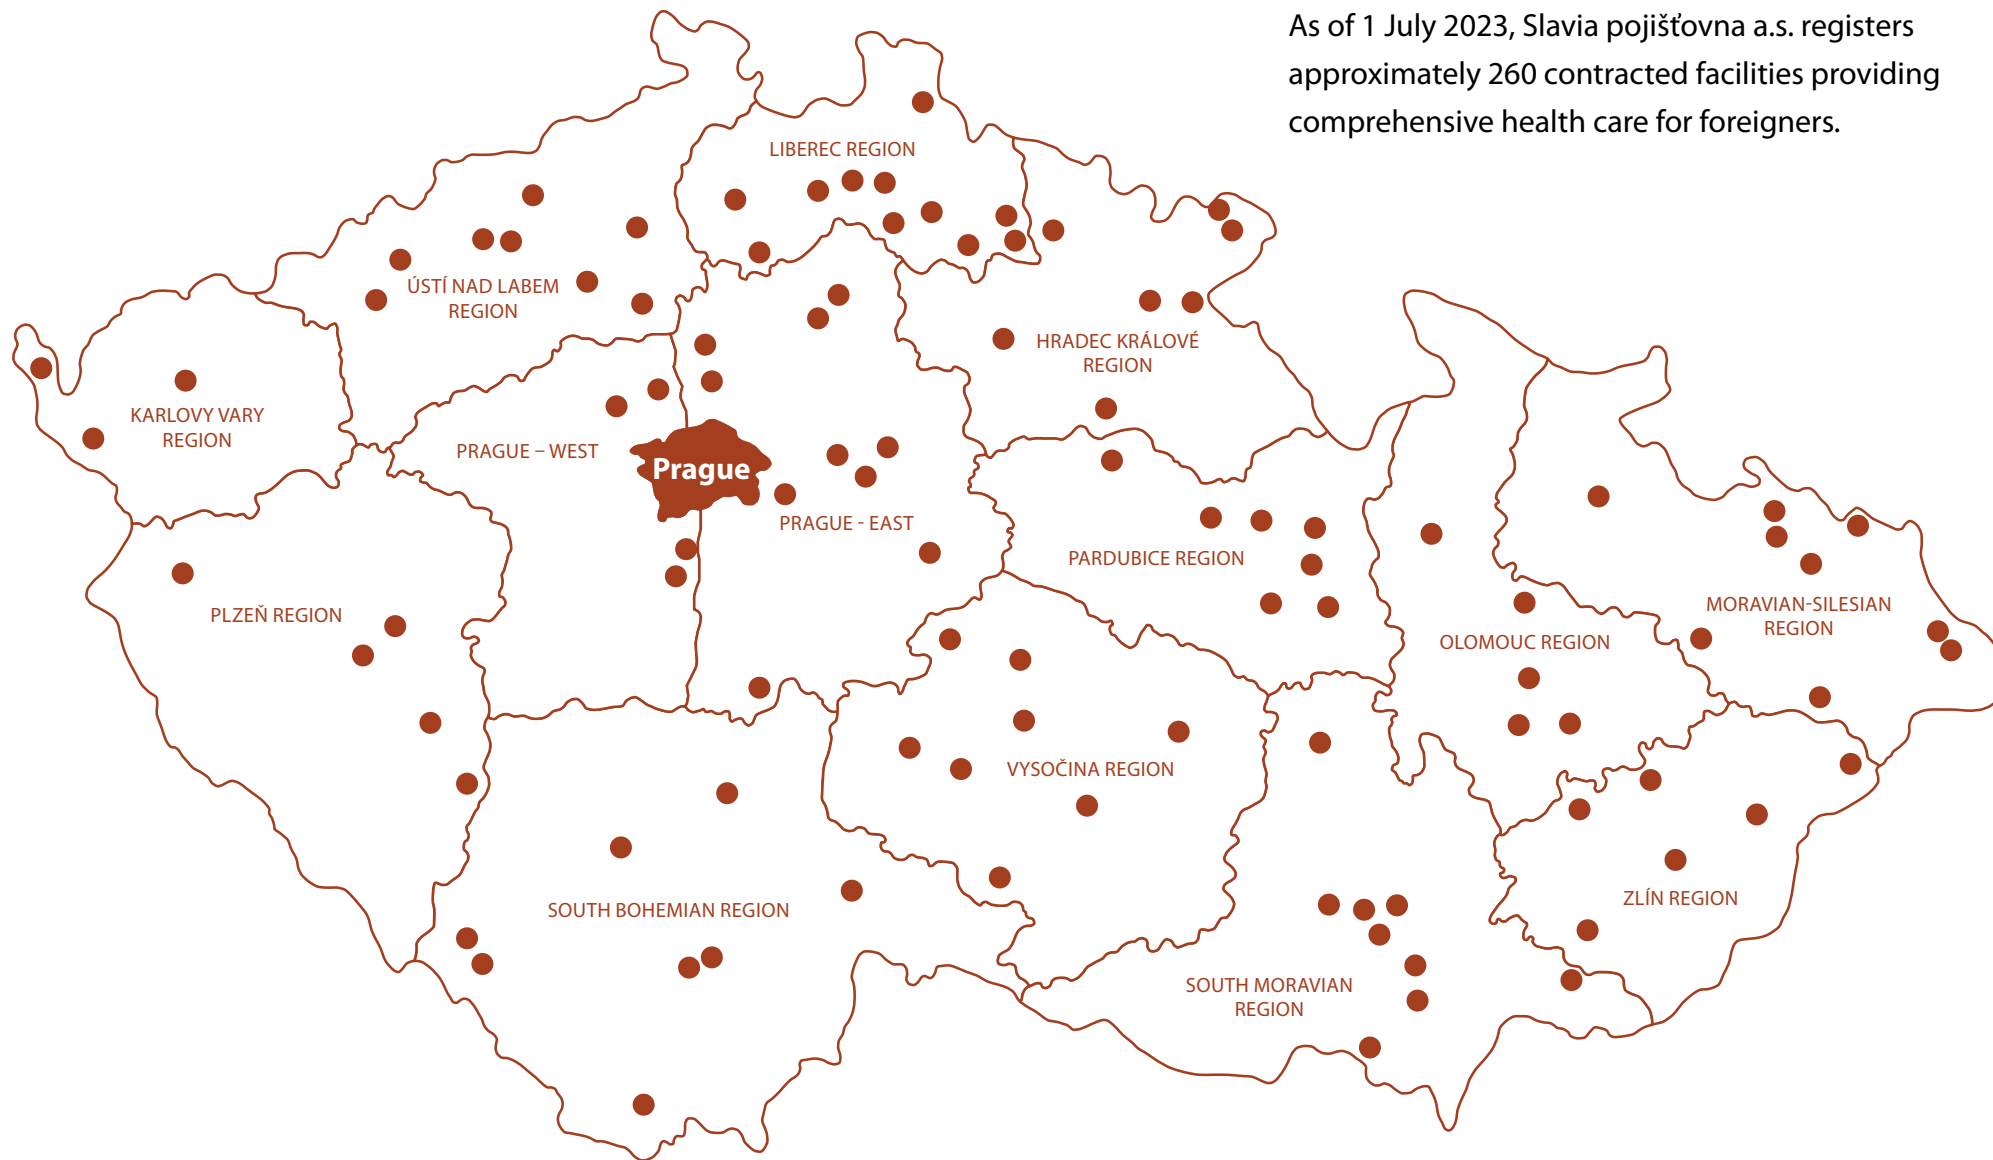 As of 1 July 2023, Slavia pojišťovna a.s. registers
approximately 260 contracted facilities providing
comprehensive health care for foreigners.
LIBEREC REGION
ÚSTÍ NAD LABEM
REGION
HRADEC KRÁLOVÉ
REGION
KARLOVY VARY
REGION
PRAGUE – WEST
Prague
PRAGUE - EAST
PARDUBICE REGION
PLZEŇ REGION
MORAVIAN-SILESIAN
REGION
OLOMOUC REGION
VYSOČINA REGION
SOUTH BOHEMIAN REGION
ZLÍN REGION
SOUTH MORAVIAN
REGION